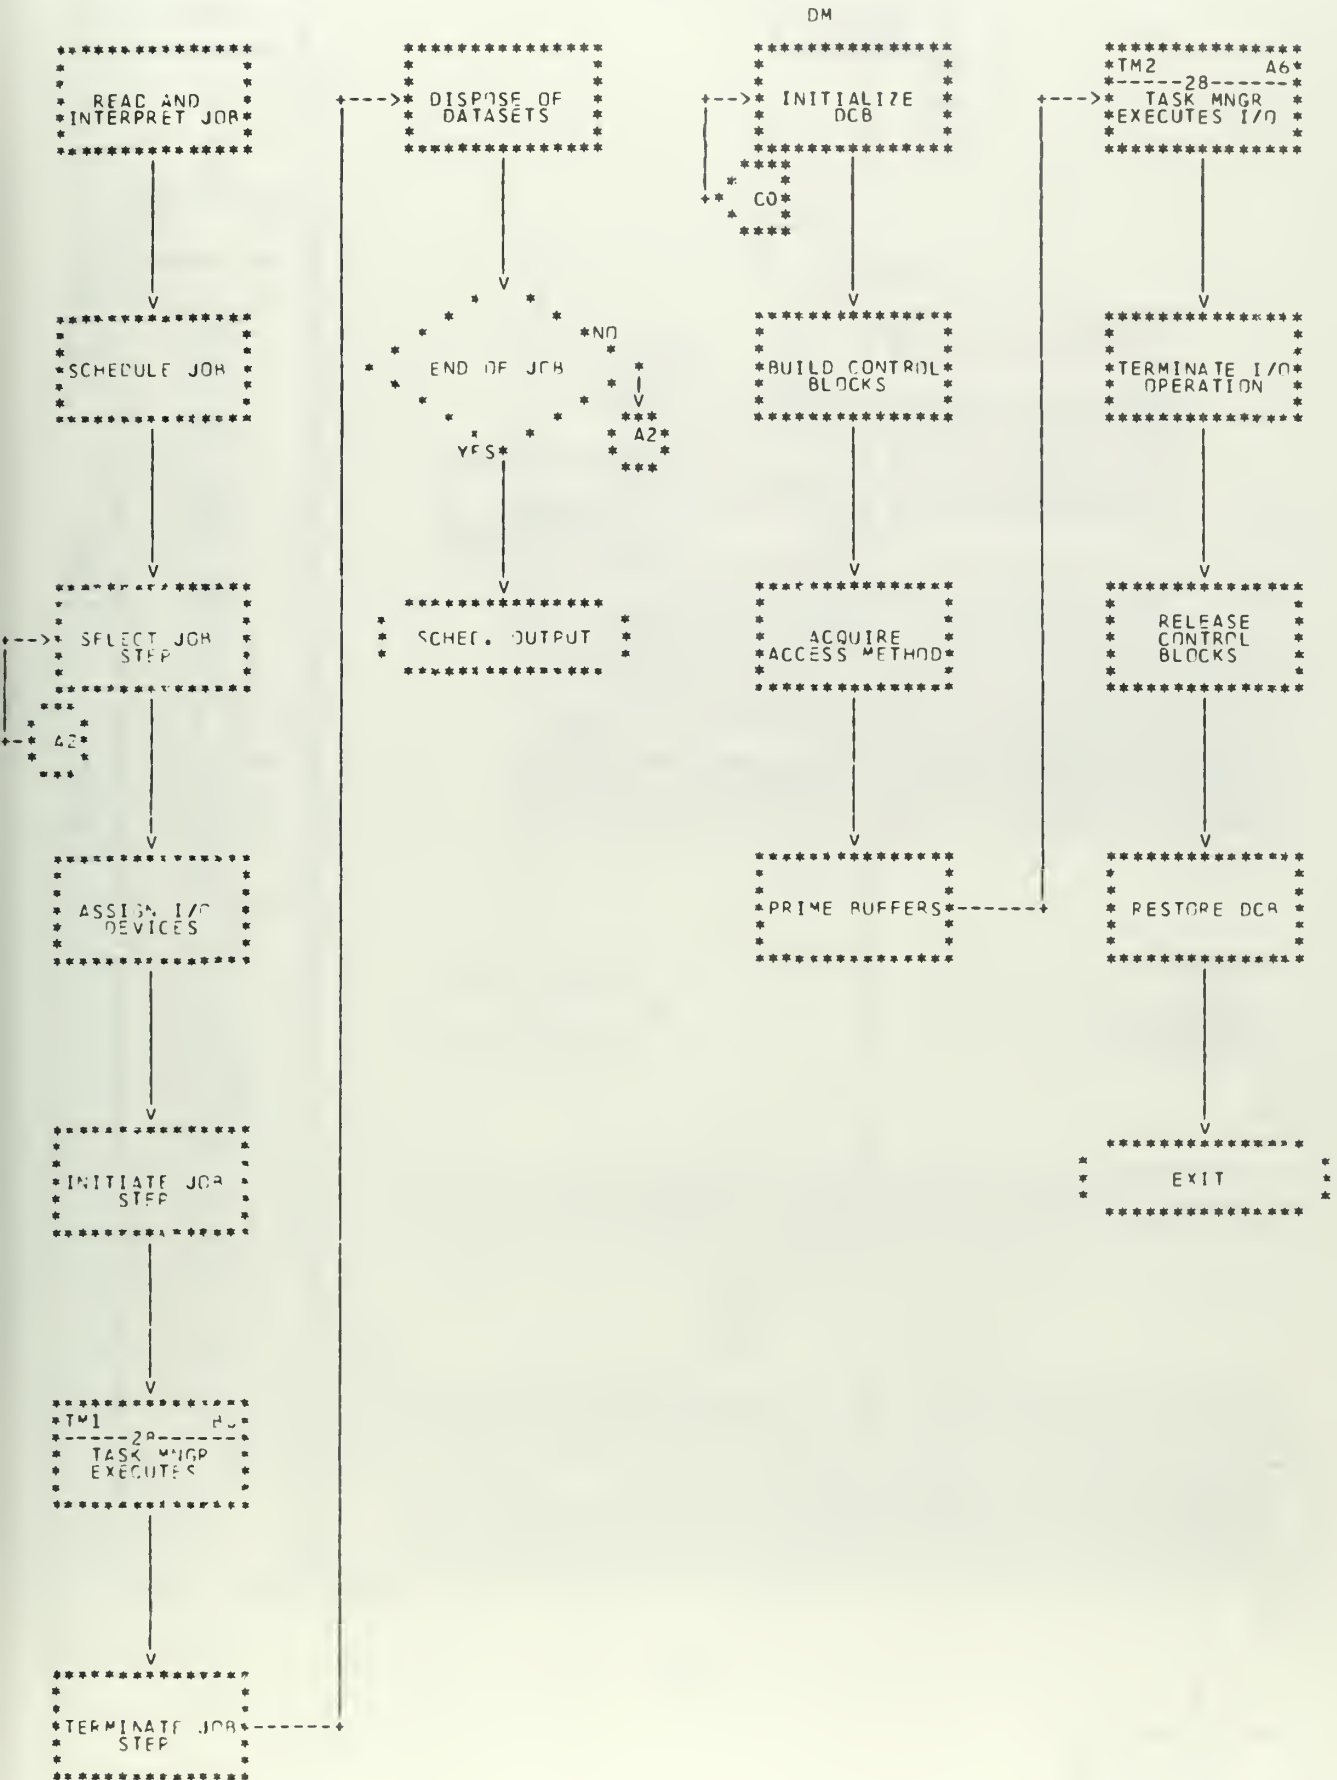 READ AND
INTERPRET JOB
SCHEDULE JOB
SELECT JOB
STEP
A2
ASSIGN I/O
DEVICES
INITIATE JOB
STEP
TM1
28
TASK MNGR
EXECUTES
TERMINATE JOB
STEP
DISPOSE OF
DATASETS
END OF JOB
NO
A2
YES
SCHED. OUTPUT
DM
INITIALIZE
DCB
C0
BUILD CONTROL
BLOCKS
ACQUIRE
ACCESS METHOD
PRIME BUFFERS
TM2 A6
28
TASK MNGR
EXECUTES I/O
TERMINATE I/O
OPERATION
RELEASE
CONTROL
BLOCKS
RESTORE DCB
EXIT